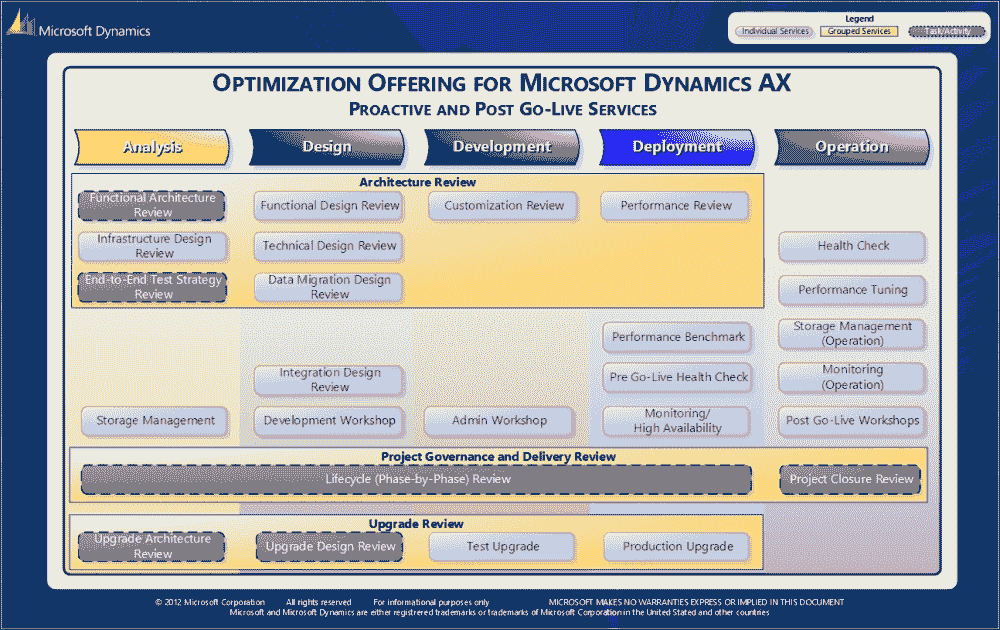 Microsoft Dynamics
Legend
Individual Services
Grouped Services
Task/Activity
OPTIMIZATION OFFERING FOR MICROSOFT DYNAMICS AX
PROACTIVE AND POST GO-LIVE SERVICES
Analysis
Design
Development
Deployment
Operation
Architecture Review
Functional Architecture
Review
Functional Design Review
Customization Review
Performance Review
Infrastructure Design
Review
Technical Design Review
Health Check
End-to-End Test Strategy
Review
Data Migration Design
Review
Performance Tuning
Performance Benchmark
Storage Management
(Operation)
Integration Design
Review
Pre Go-Live Health Check
Monitoring
(Operation)
Storage Management
Development Workshop
Admin Workshop
Monitoring/
High Availability
Post Go-Live Workshops
Project Governance and Delivery Review
Lifecycle (Phase-by-Phase) Review
Project Closure Review
Upgrade Review
Upgrade Architecture
Review
Upgrade Design Review
Test Upgrade
Production Upgrade
© 2012 Microsoft Corporation All rights reserved For informational purposes only MICROSOFT MAKES NO WARRANTIES EXPRESS OR IMPLIED IN THIS DOCUMENT
Microsoft and Microsoft Dynamics are either registrered trademarks or trademarks of Microsoft Corporation in the United Stated and other countries